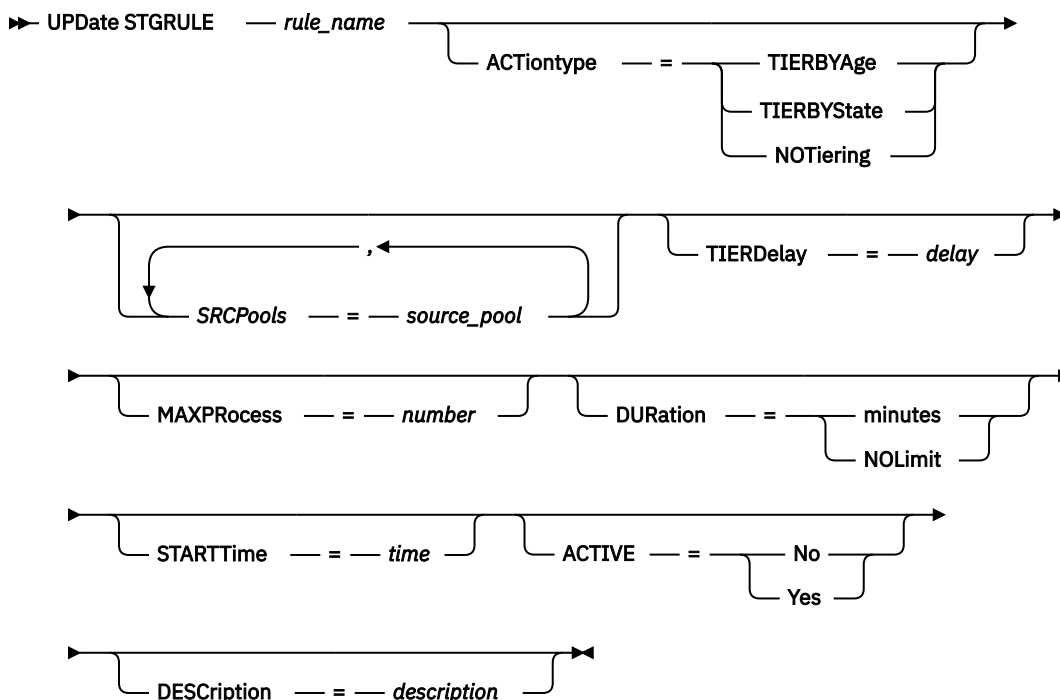 UPDate STGRULE — rule_name
ACTiontype — = — TIERBYAge
TIERBYState
NOTiering
,
SRCPools — = — source_pool
TIERDelay — = — delay
MAXPRocess — = — number
DURation — = — minutes
NOLimit
STARTTime — = — time
ACTIVE — = — No
Yes
DESCription — = — description